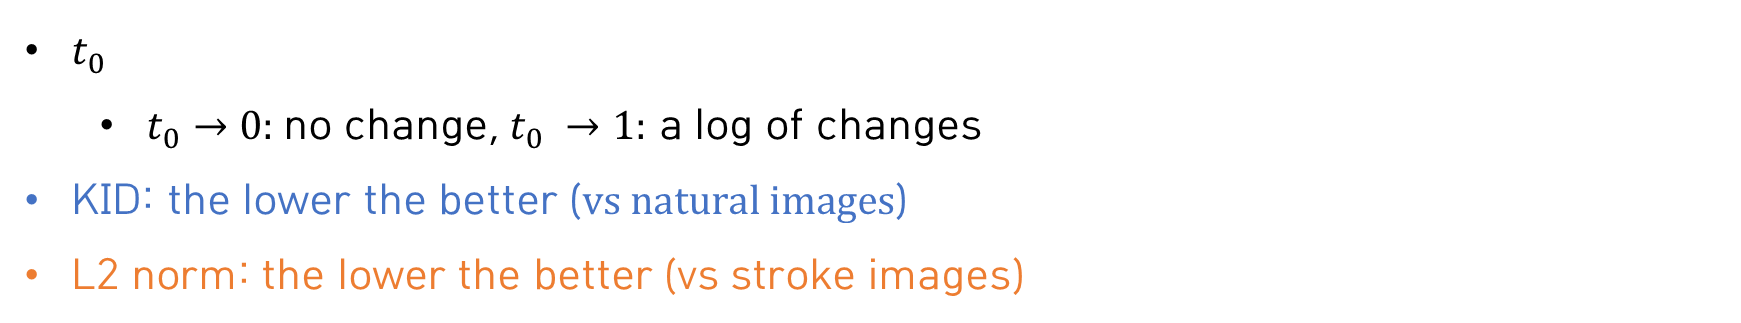 • t₀
• t₀ → 0: no change, t₀ → 1: a log of changes
• KID: the lower the better (vs natural images)
• L2 norm: the lower the better (vs stroke images)